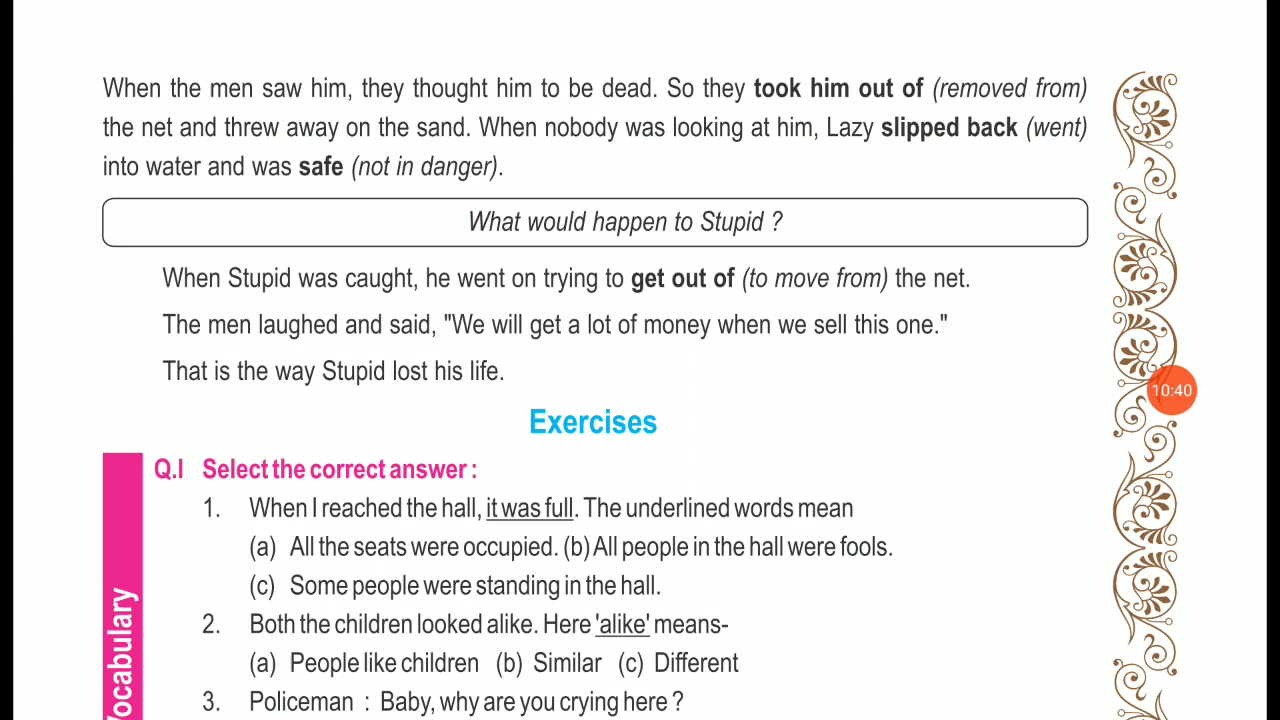 When the men saw him, they thought him to be dead. So they took him out of (removed from)
the net and threw away on the sand. When nobody was looking at him, Lazy slipped back (went)
into water and was safe (not in danger).
What would happen to Stupid ?
When Stupid was caught, he went on trying to get out of (to move from) the net.
The men laughed and said, "We will get a lot of money when we sell this one."
That is the way Stupid lost his life.
10:40
Exercises
Q.I Select the correct answer :
1. When I reached the hall, it was full. The underlined words mean
(a) All the seats were occupied. (b) All people in the hall were fools.
(c) Some people were standing in the hall.
2. Both the children looked alike. Here 'alike' means-
(a) People like children (b) Similar (c) Different
3. Policeman : Baby, why are you crying here ?
Vocabulary